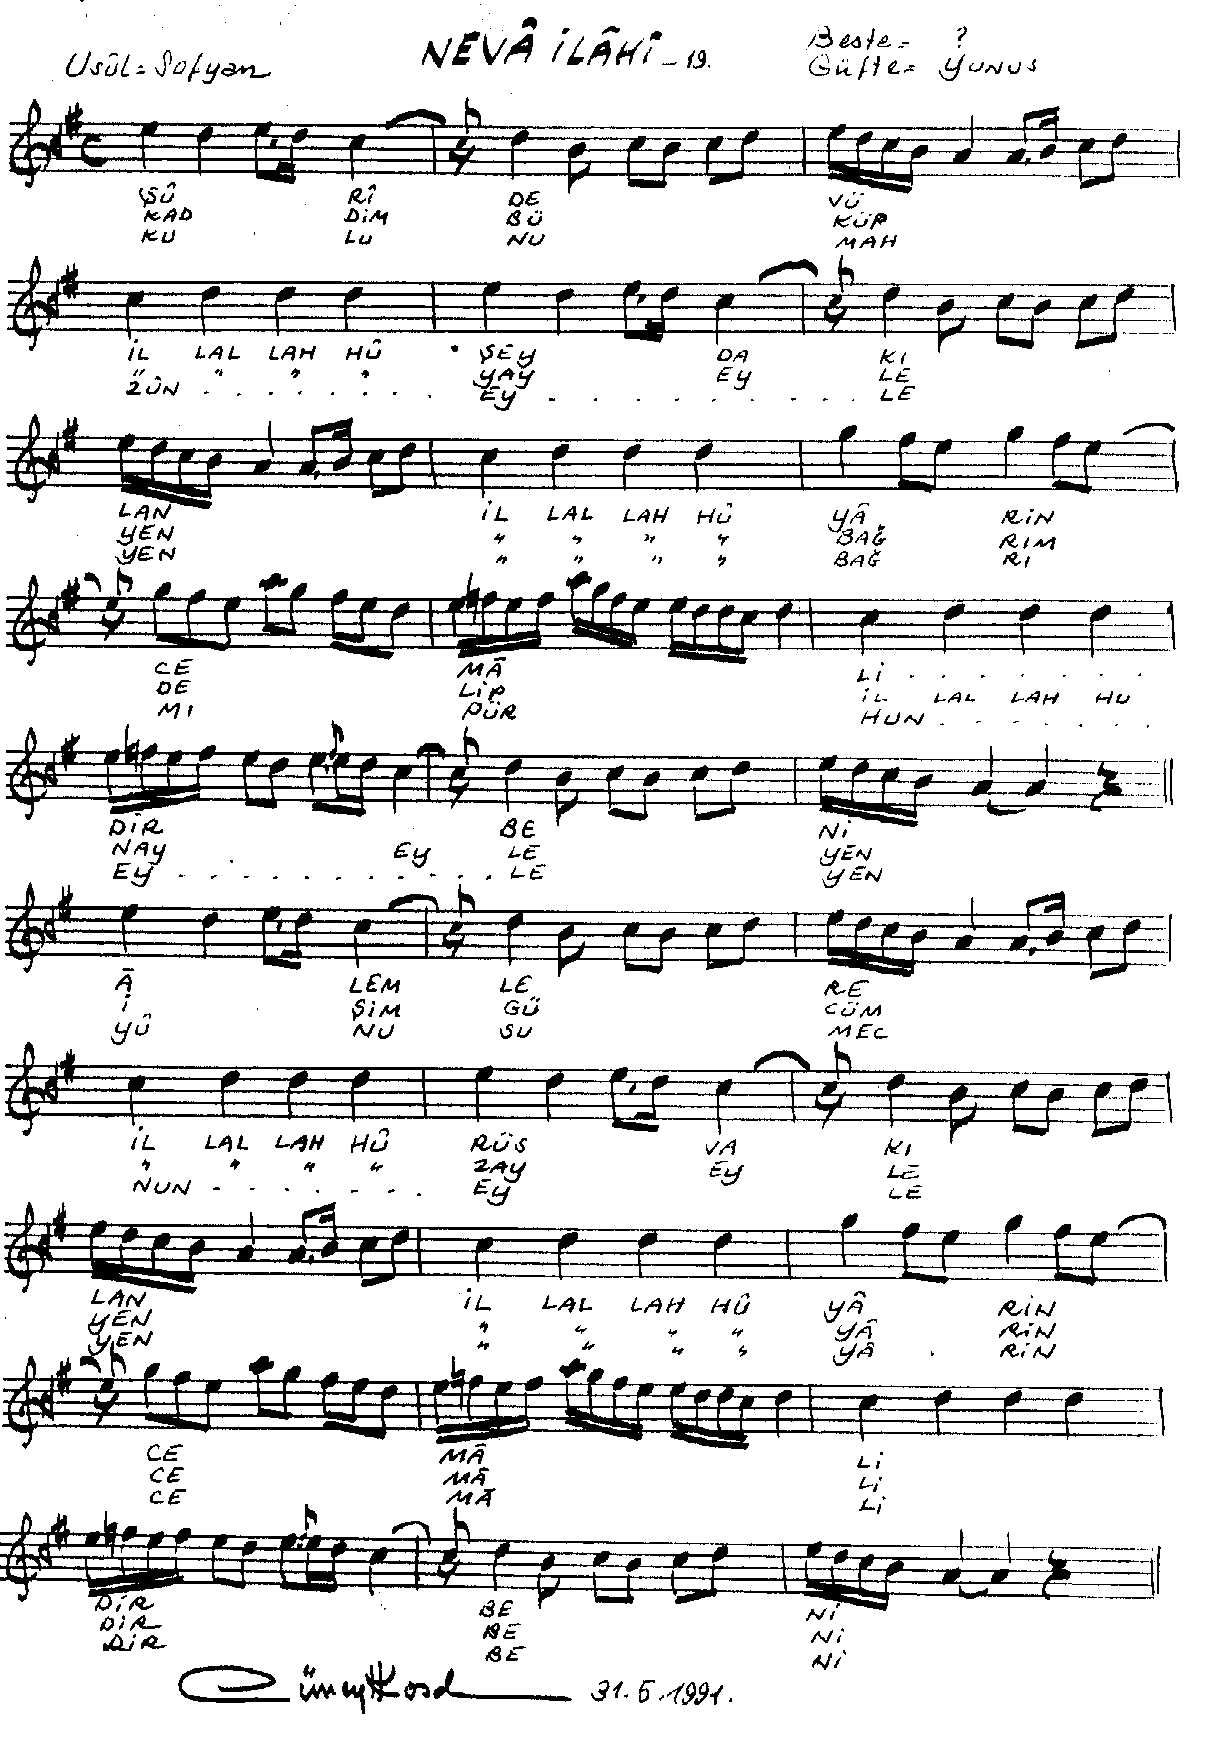 NEVÂ İLÂHÎ - 19.
Usûl = Sofyan
Beste = ?
Güfte = YUNUS
ŞÛ RÎ DE VÜ
KAD DİM BÜ KÜP
KU LU NU MAH
İL LAL LAH HÛ ŞEY DA KI
" " " " YAY EY LE
ZÛN . . . . . . EY . . . . . . . . LE
LAN İL LAL LAH HÛ YÂ RİN
YEN " " " " BAĞ RIM
YEN " " " " BAĞ RI
CE MÂ Lİ . . . . . .
DE LİP İL LAL LAH HU
MI PÜR HUN . . . . . .
DİR BE Nİ
NAY EY LE YEN
EY . . . . . . . . . LE YEN
Â LEM LE RE
İ ŞİM GÜ CÜM
YÛ NU SU MEC
İL LAL LAH HÛ RÜS VA KI
" " " " ZAY EY LE
NUN . . . . . . EY LE
LAN İL LAL LAH HÛ YÂ RİN
YEN " " " " YÂ RİN
YEN " " " " YÂ . RİN
CE MÂ Lİ
CE MÂ Lİ
CE MÂ Lİ
DİR BE Nİ
DİR BE Nİ
DİR BE Nİ
31.5.1991.